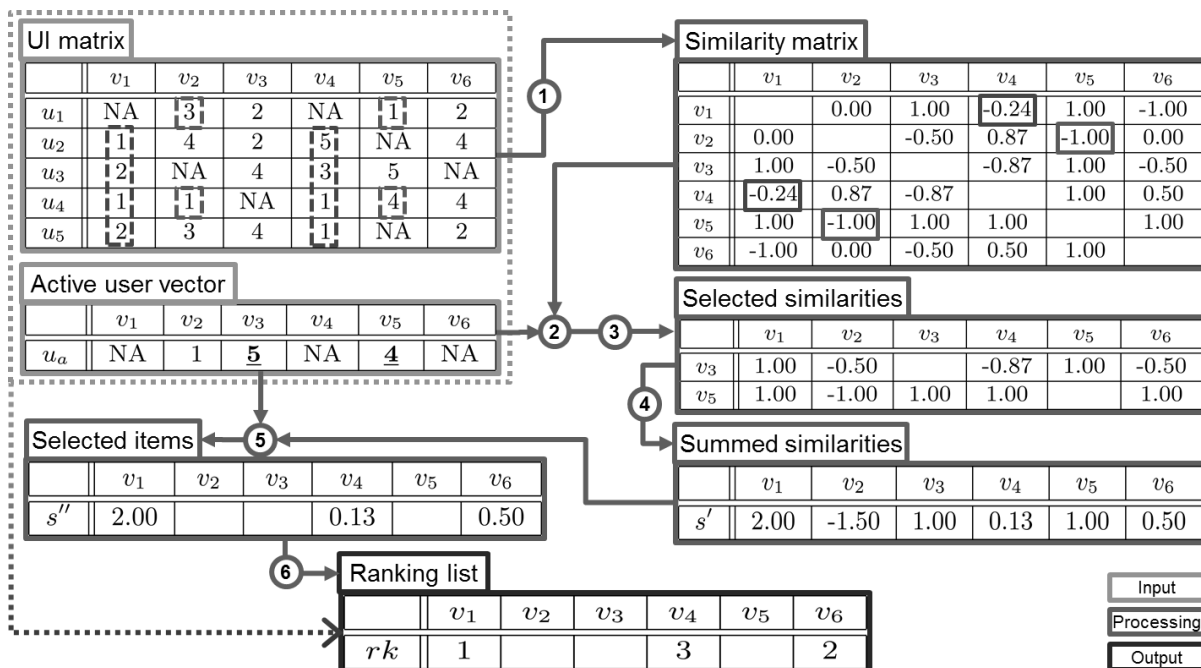 UI matrix
v1 v2 v3 v4 v5 v6
u1 NA 3 2 NA 1 2
u2 1 4 2 5 NA 4
u3 2 NA 4 3 5 NA
u4 1 1 NA 1 4 4
u5 2 3 4 1 NA 2
1
Similarity matrix
v1 v2 v3 v4 v5 v6
v1 0.00 1.00 -0.24 1.00 -1.00
v2 0.00 -0.50 0.87 -1.00 0.00
v3 1.00 -0.50 -0.87 1.00 -0.50
v4 -0.24 0.87 -0.87 1.00 0.50
v5 1.00 -1.00 1.00 1.00 1.00
v6 -1.00 0.00 -0.50 0.50 1.00
Active user vector
v1 v2 v3 v4 v5 v6
ua NA 1 5 NA 4 NA
2
3
Selected similarities
v1 v2 v3 v4 v5 v6
v3 1.00 -0.50 -0.87 1.00 -0.50
v5 1.00 -1.00 1.00 1.00 1.00
4
Summed similarities
v1 v2 v3 v4 v5 v6
s' 2.00 -1.50 1.00 0.13 1.00 0.50
5
Selected items
v1 v2 v3 v4 v5 v6
s'' 2.00 0.13 0.50
6
Ranking list
v1 v2 v3 v4 v5 v6
rk 1 3 2
Input
Processing
Output